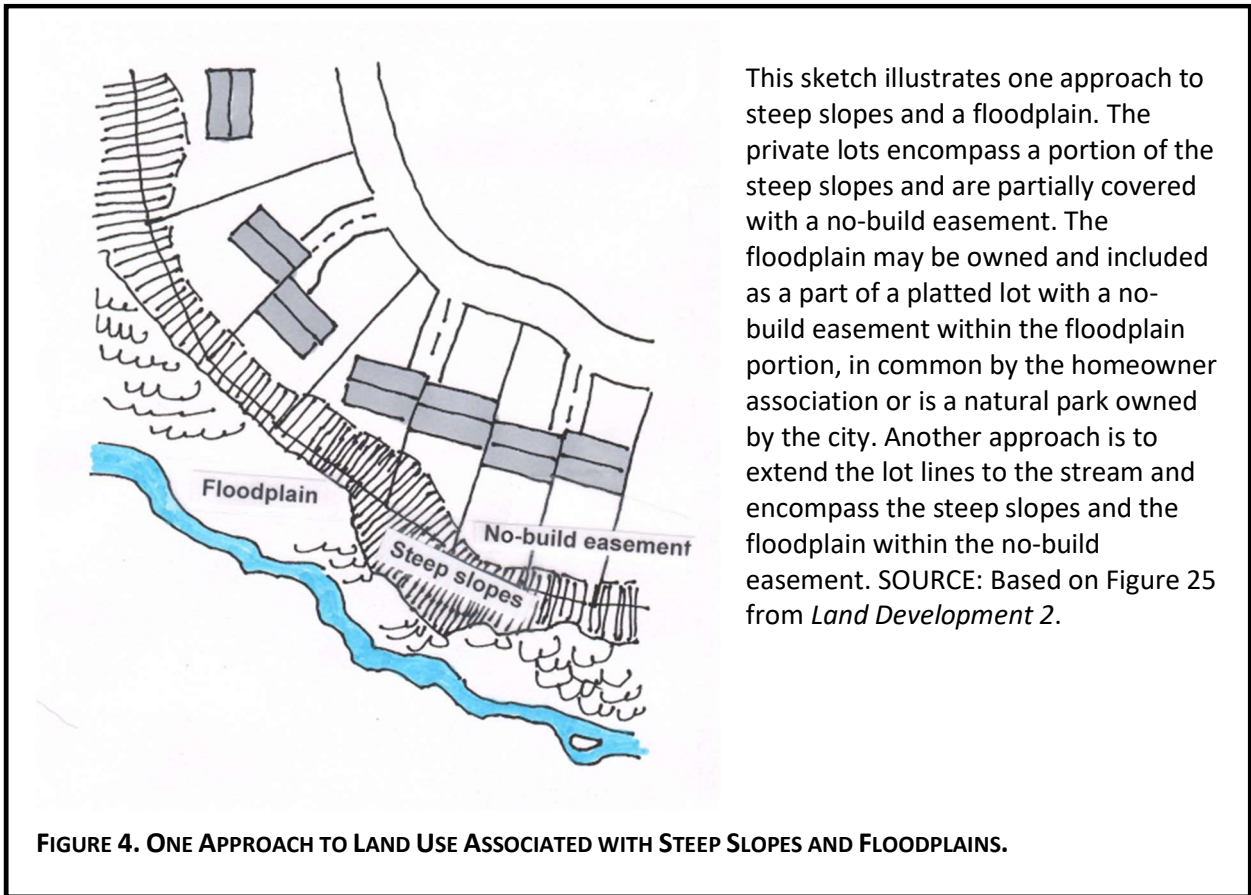 This sketch illustrates one approach to
steep slopes and a floodplain. The
private lots encompass a portion of the
steep slopes and are partially covered
with a no-build easement. The
floodplain may be owned and included
as a part of a platted lot with a no-
build easement within the floodplain
portion, in common by the homeowner
association or is a natural park owned
by the city. Another approach is to
extend the lot lines to the stream and
encompass the steep slopes and the
floodplain within the no-build
easement. SOURCE: Based on Figure 25
from Land Development 2.
Floodplain
No-build easement
Steep slopes
FIGURE 4. ONE APPROACH TO LAND USE ASSOCIATED WITH STEEP SLOPES AND FLOODPLAINS.